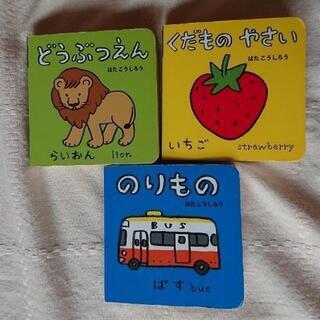 どうぶつえん
はたこうしろう
らいおん lion
くだもの やさい
はたこうしろう
いちご strawberry
のりもの
はたこうしろう
BUS
ばす bus